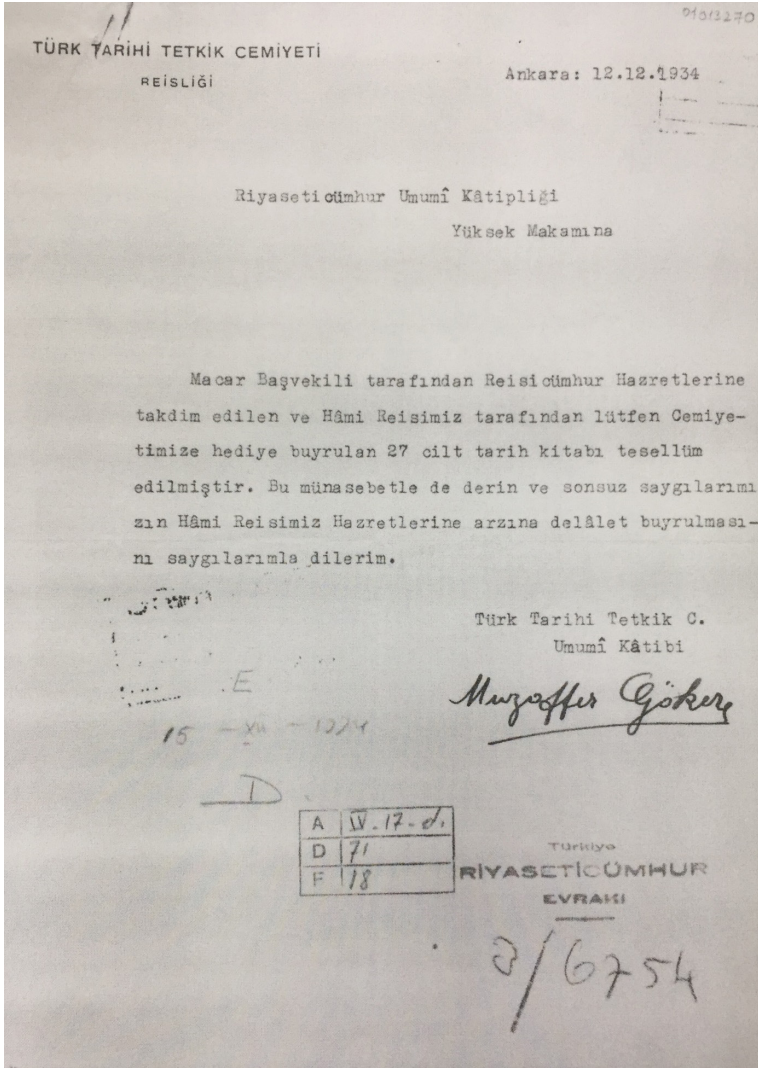 01013270
TÜRK TARİHİ TETKİK CEMİYETİ
REİSLİĞİ
Ankara: 12.12.1934
Riyaseticümhur Umumî Kâtipliği
Yüksek Makamına
Macar Başvekili tarafından Reisicümhur Hazretlerine
takdim edilen ve Hâmi Reisimiz tarafından lûtfen Cemiye-
timize hediye buyrulan 27 cilt tarih kitabı tesellüm
edilmiştir. Bu münasebetle de derin ve sonsuz saygılarımı
zın Hâmi Reisimiz Hazretlerine arzına delâlet buyrulması-
nı saygılarımla dilerim.
Türk Tarihi Tetkik C.
Umumî Kâtibi
Muzaffer Göker
E
15 - XII - 1934
D
A IV-17-d.
D 71
F 18
Türkiye
RİYASETİCÜMHUR
EVRAKI
3/6754